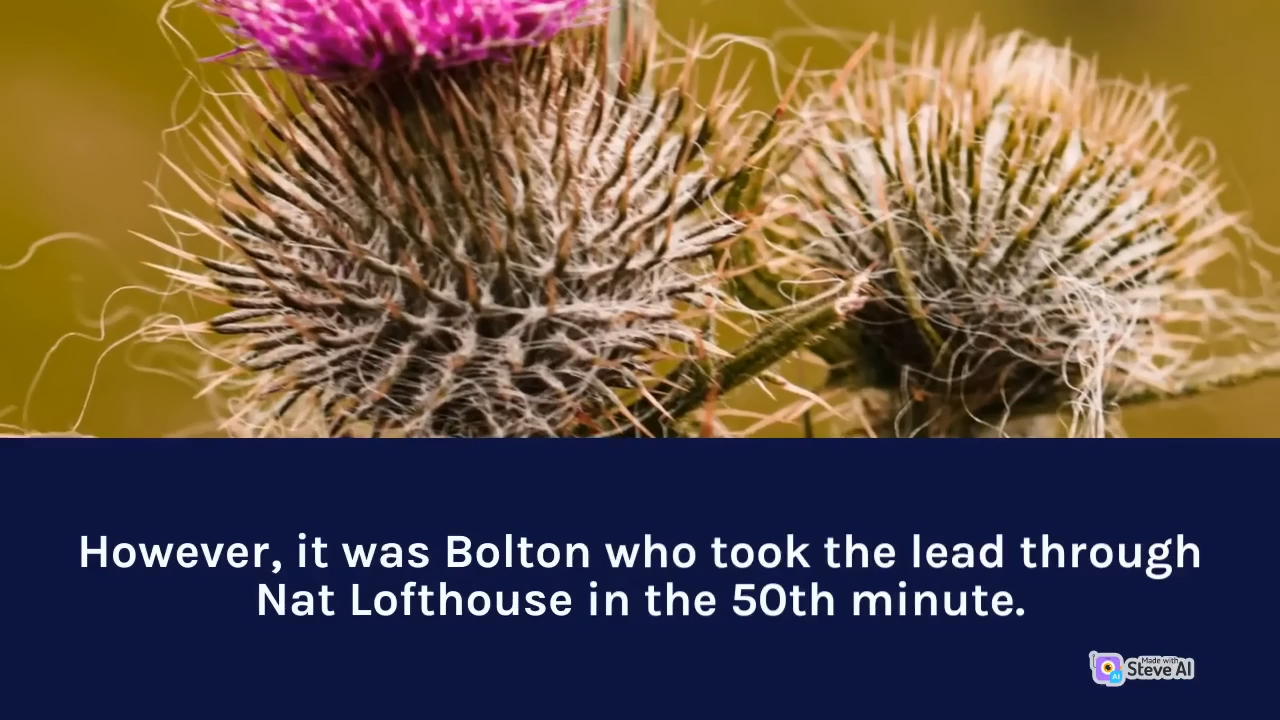 However, it was Bolton who took the lead through
Nat Lofthouse in the 50th minute.
Made with
Steve AI
AI